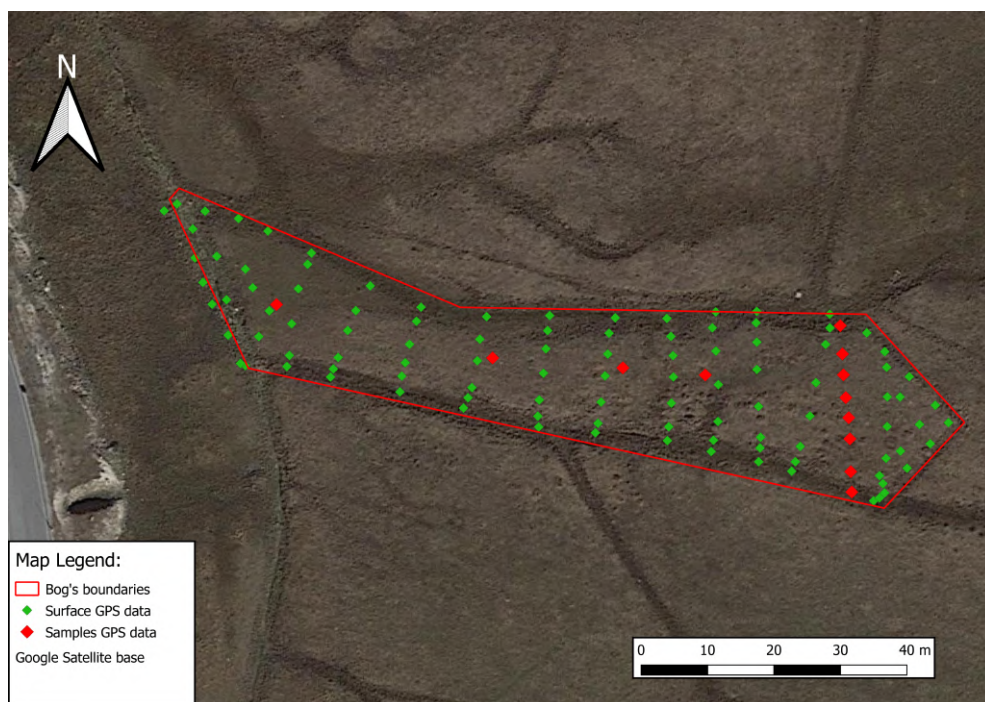 N
Map Legend:
Bog's boundaries
Surface GPS data
Samples GPS data
Google Satellite base
0 10 20 30 40 m